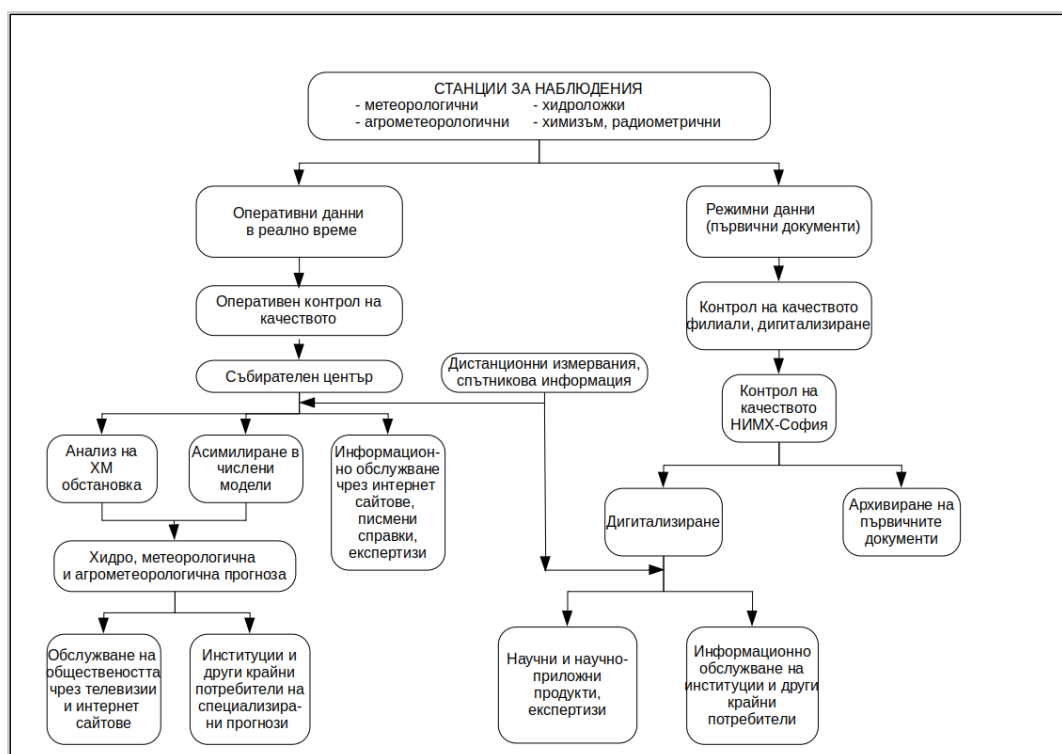 СТАНЦИИ ЗА НАБЛЮДЕНИЯ
- метеорологични - хидроложки
- агрометеорологични - химизъм, радиометрични
Оперативни данни
в реално време
Режимни данни
(първични документи)
Оперативен контрол на
качеството
Контрол на качеството
филиали, дигитализиране
Събирателен център
Дистанционни измервания,
спътникова информация
Контрол на
качеството
НИМХ-София
Анализ на
ХМ
обстановка
Асимилиране в
числени
модели
Информацион-
но обслужване
чрез интернет
сайтове,
писмени
справки,
експертизи
Дигитализиране
Архивиране на
първичните
документи
Хидро, метеорологична
и агрометеорологична прогноза
Обслужване на
обществеността
чрез телевизии
и интернет
сайтове
Институции и
други крайни
потребители на
специализира-
ни прогнози
Научни и научно-
приложни
продукти,
експертизи
Информационно
обслужване на
институции и други
крайни
потребители